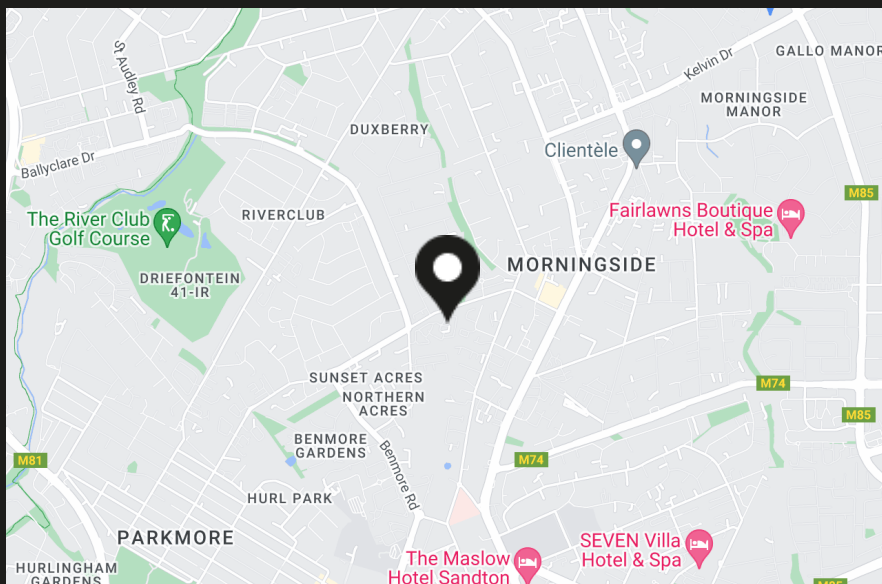 St Audley Rd
Kelvin Dr
GALLO MANOR
MORNINGSIDE
MANOR
DUXBERRY
Clientèle
Ballyclare Dr
M85
The River Club
Golf Course
RIVERCLUB
Fairlawns Boutique
Hotel & Spa
MORNINGSIDE
DRIEFONTEIN
41-IR
SUNSET ACRES
NORTHERN
ACRES
M74
M85
BENMORE
GARDENS
Benmore Rd
M81
M74
HURL PARK
PARKMORE
SEVEN Villa
Hotel & Spa
The Maslow
Hotel Sandton
HURLINGHAM
GARDENS
M85